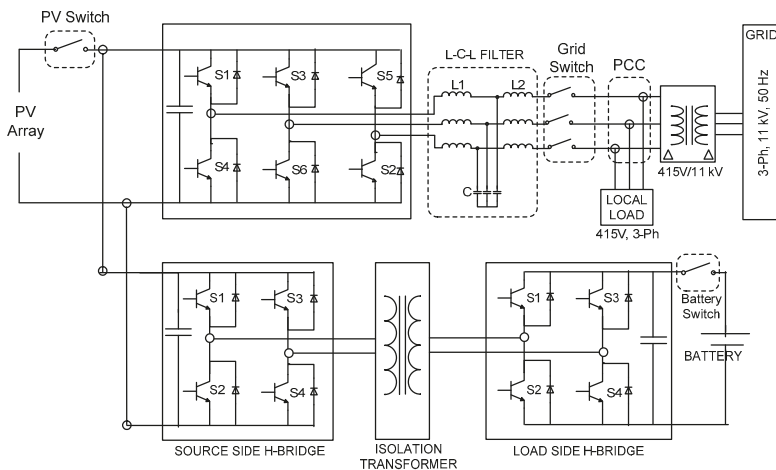 PV Switch
PV
Array
S1
S3
S5
S4
S6
S2
L-C-L FILTER
L1
L2
C
Grid
Switch
PCC
LOCAL
LOAD
415V, 3-Ph
415V/11 kV
GRID
3-Ph, 11 kV, 50 Hz
S1
S3
S2
S4
SOURCE SIDE H-BRIDGE
ISOLATION
TRANSFORMER
S1
S3
S2
S4
LOAD SIDE H-BRIDGE
Battery
Switch
BATTERY